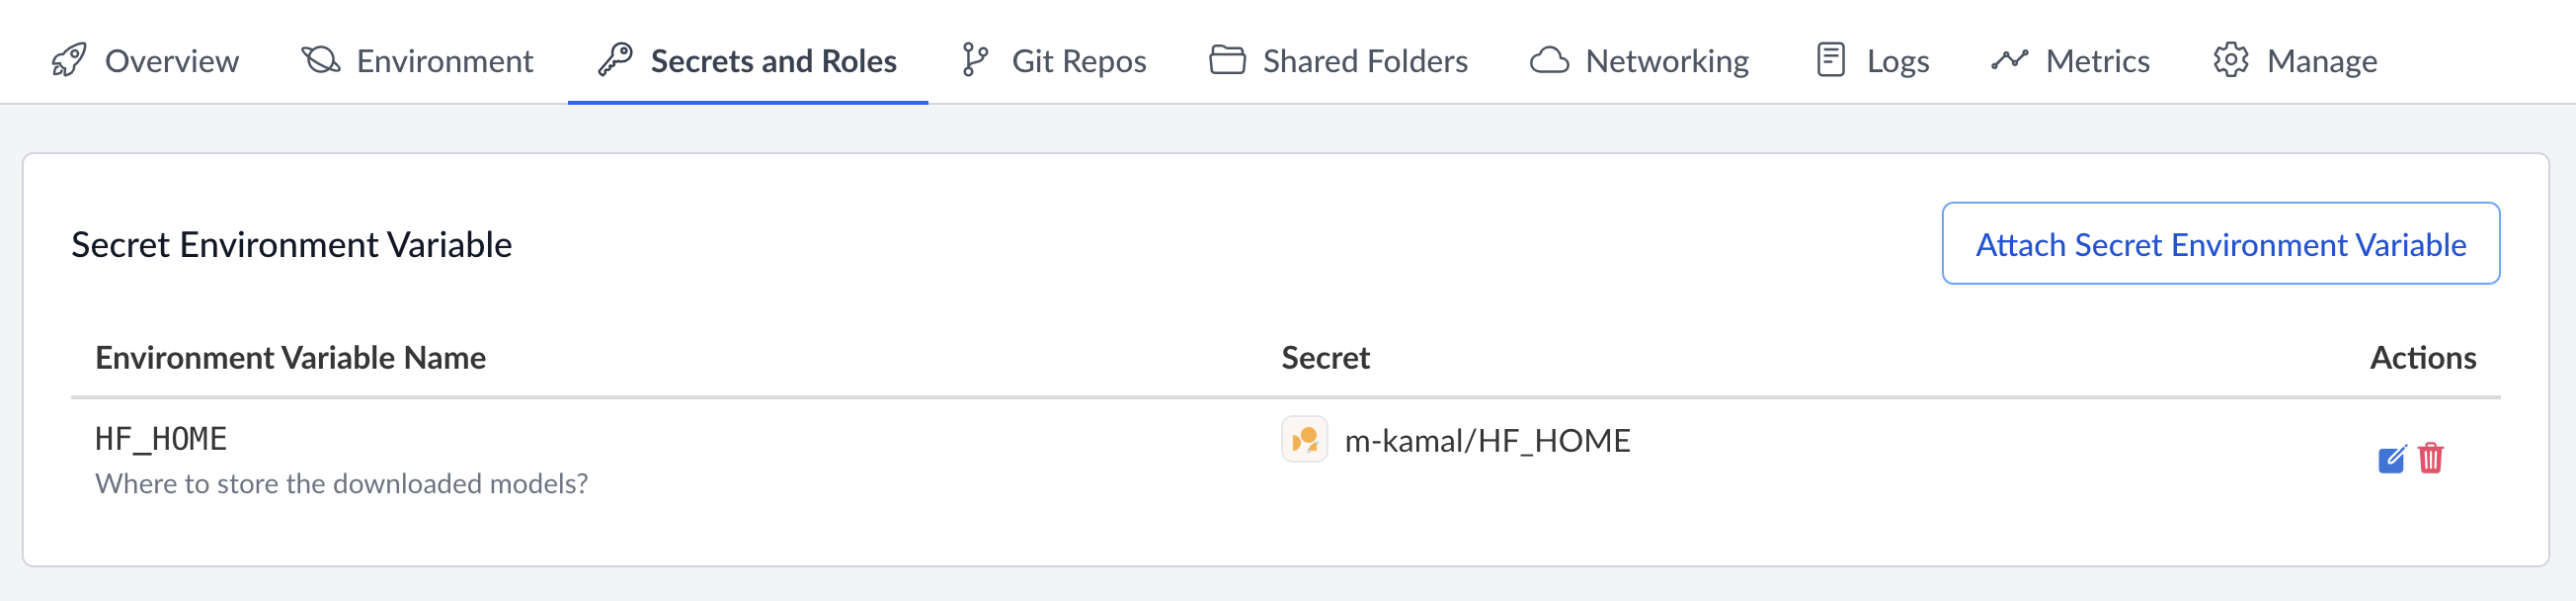 Overview Environment Secrets and Roles Git Repos Shared Folders Networking Logs Metrics Manage
Secret Environment Variable Attach Secret Environment Variable
Environment Variable Name Secret Actions
HF_HOME m-kamal/HF_HOME
Where to store the downloaded models?